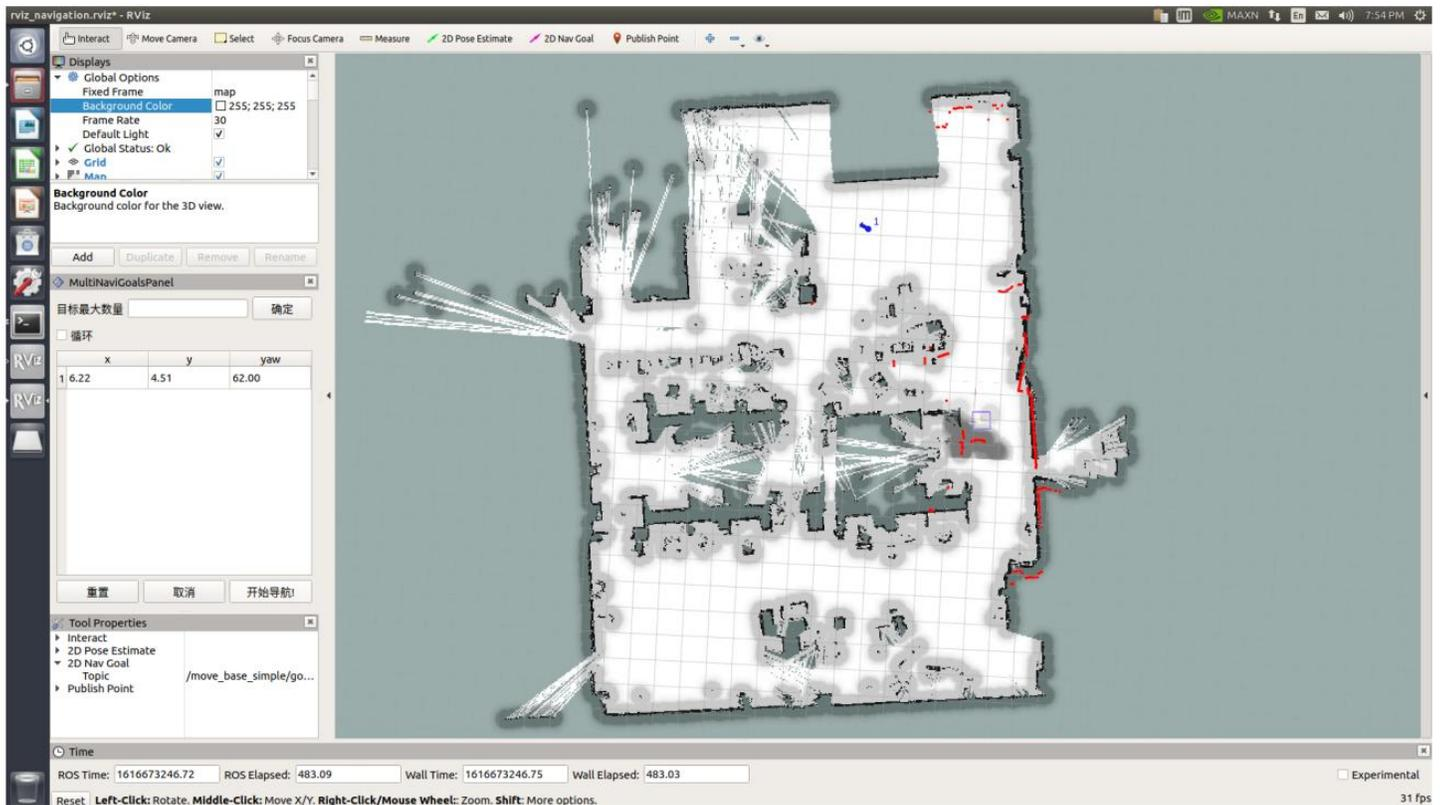 rviz_navigation.rviz* - RViz
MAXN En 7:54 PM
Interact Move Camera Select Focus Camera Measure 2D Pose Estimate 2D Nav Goal Publish Point
Displays
Global Options
Fixed Frame map
Background Color 255; 255; 255
Frame Rate 30
Default Light
Global Status: Ok
Grid
Map
Background Color
Background color for the 3D view.
Add Duplicate Remove Rename
MultiNaviGoalsPanel
目标最大数量 确定
循环
x y yaw
1 6.22 4.51 62.00
重置 取消 开始导航!
Tool Properties
Interact
2D Pose Estimate
2D Nav Goal
Topic /move_base_simple/go...
Publish Point
1
RViz
RViz
Time
ROS Time: 1616673246.72 ROS Elapsed: 483.09 Wall Time: 1616673246.75 Wall Elapsed: 483.03 Experimental
Reset Left-Click: Rotate. Middle-Click: Move X/Y. Right-Click/Mouse Wheel:: Zoom. Shift: More options. 31 fps